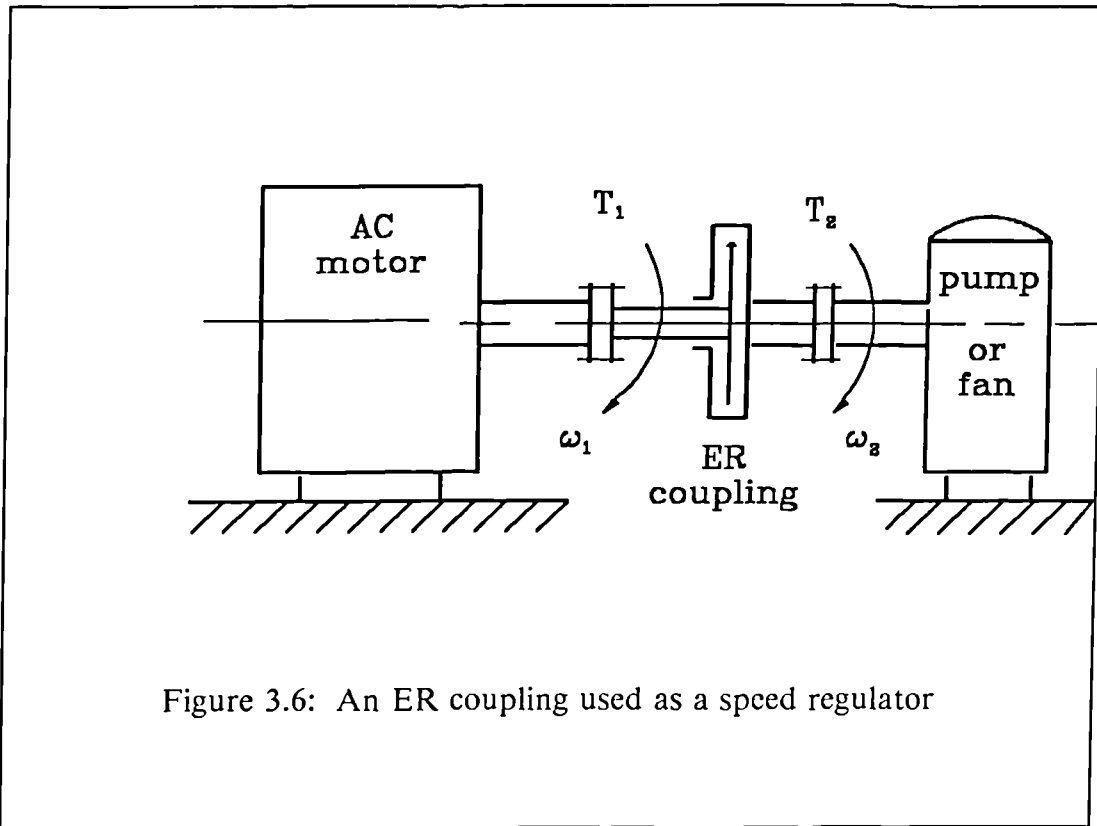 AC
motor
T₁
T₂
pump
or
fan
ω₁
ω₂
ER
coupling
Figure 3.6: An ER coupling used as a speed regulator